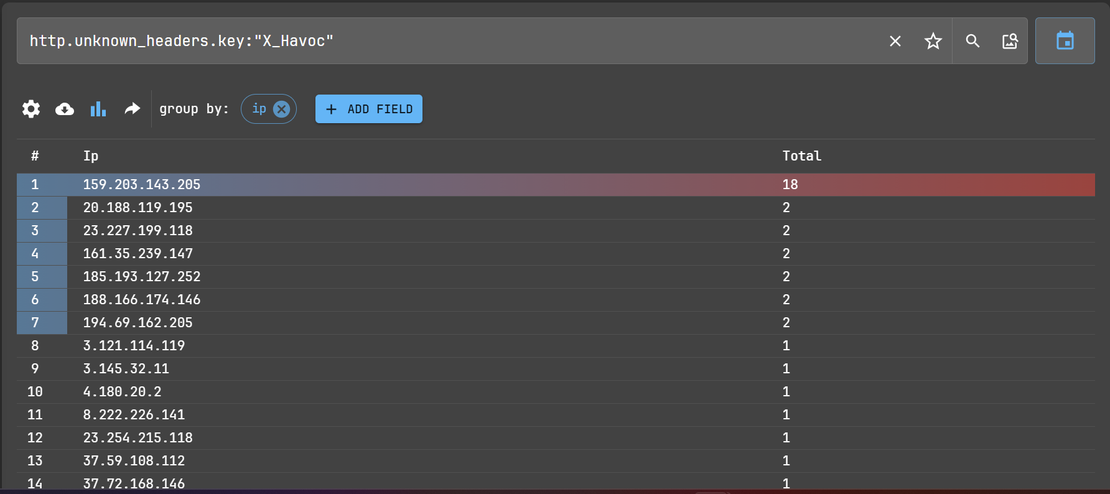 http.unknown_headers.key:"X_Havoc"
group by: ip + ADD FIELD
# Ip Total
1 159.203.143.205 18
2 20.188.119.195 2
3 23.227.199.118 2
4 161.35.239.147 2
5 185.193.127.252 2
6 188.166.174.146 2
7 194.69.162.205 2
8 3.121.114.119 1
9 3.145.32.11 1
10 4.180.20.2 1
11 8.222.226.141 1
12 23.254.215.118 1
13 37.59.108.112 1
14 37.72.168.146 1